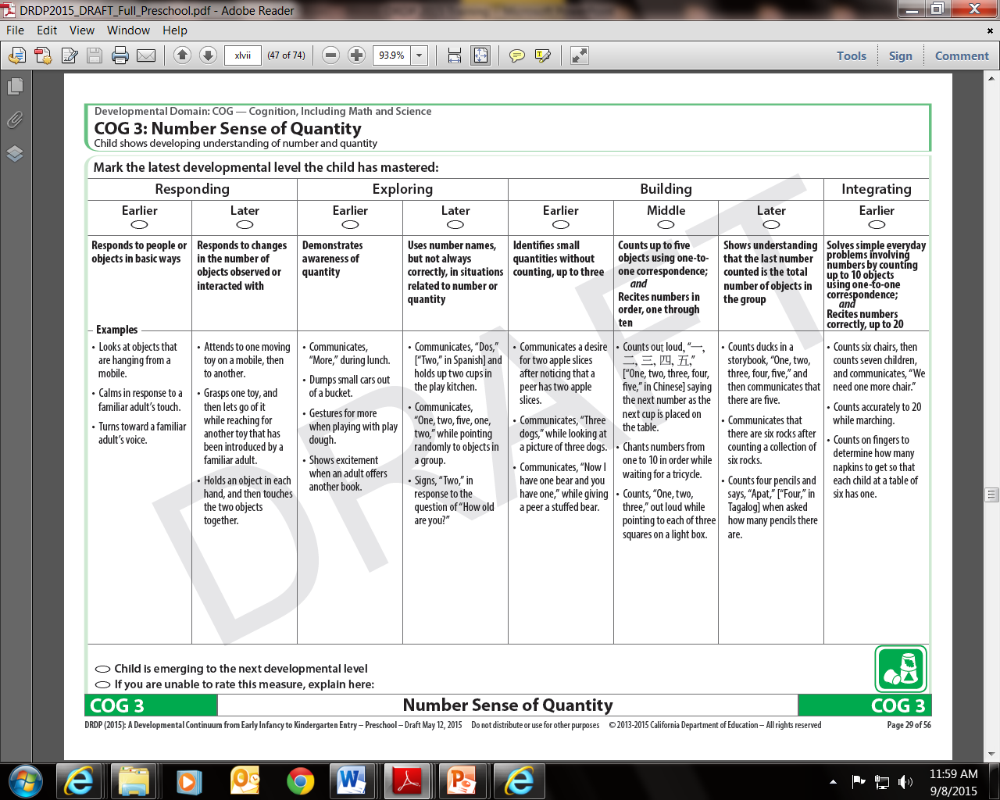 DRDP2015_DRAFT_Full_Preschool.pdf - Adobe Reader
File Edit View Window Help
xlvii (47 of 74) 93.9% Tools Sign Comment
Developmental Domain: COG — Cognition, Including Math and Science
COG 3: Number Sense of Quantity
Child shows developing understanding of number and quantity
Mark the latest developmental level the child has mastered:
Responding Exploring Building Integrating
Earlier Later Earlier Later Earlier Middle Later Earlier
Responds to people or
objects in basic ways
Responds to changes
in the number of
objects observed or
interacted with
Demonstrates
awareness of
quantity
Uses number names,
but not always
correctly, in situations
related to number or
quantity
Identifies small
quantities without
counting, up to three
Counts up to five
objects using one-to-
one correspondence;
and
Recites numbers in
order, one through
ten
Shows understanding
that the last number
counted is the total
number of objects in
the group
Solves simple everyday
problems involving
numbers by counting
up to 10 objects
using one-to-one
correspondence;
and
Recites numbers
correctly, up to 20
Examples
• Looks at objects that
are hanging from a
mobile.
• Calms in response to a
familiar adult's touch.
• Turns toward a familiar
adult's voice.
• Attends to one moving
toy on a mobile, then
to another.
• Grasps one toy, and
then lets go of it
while reaching for
another toy that has
been introduced by a
familiar adult.
• Holds an object in each
hand, and then touches
the two objects
together.
• Communicates,
“More,” during lunch.
• Dumps small cars out
of a bucket.
• Gestures for more
when playing with play
dough.
• Shows excitement
when an adult offers
another book.
• Communicates, “Dos,”
[“Two,” in Spanish] and
holds up two cups in
the play kitchen.
• Communicates,
“One, two, five, one,
two,” while pointing
randomly to objects in
a group.
• Signs, “Two,” in
response to the
question of “How old
are you?”
• Communicates a desire
for two apple slices
after noticing that a
peer has two apple
slices.
• Communicates, “Three
dogs,” while looking at
a picture of three dogs.
• Communicates, “Now I
have one bear and you
have one,” while giving
a peer a stuffed bear.
• Counts out loud, “一,
二, 三, 四, 五,”
[“One, two, three, four,
five,” in Chinese] saying
the next number as the
next cup is placed on
the table.
• Chants numbers from
one to 10 in order while
waiting for a tricycle.
• Counts, “One, two,
three,” out loud while
pointing to each of three
squares on a light box.
• Counts ducks in a
storybook, “One, two,
three, four, five,” and
then communicates that
there are five.
• Communicates that
there are six rocks after
counting a collection of
six rocks.
• Counts four pencils and
says, “Apat,” [“Four,” in
Tagalog] when asked
how many pencils there
are.
• Counts six chairs, then
counts seven children,
and communicates, “We
need one more chair.”
• Counts accurately to 20
while marching.
• Counts on fingers to
determine how many
napkins to get so that
each child at a table of
six has one.
DRAFT
Child is emerging to the next developmental level
If you are unable to rate this measure, explain here:
COG 3 Number Sense of Quantity COG 3
DRDP (2015): A Developmental Continuum from Early Infancy to Kindergarten Entry – Preschool – Draft May 12, 2015 Do not distribute or use for other purposes © 2013-2015 California Department of Education – All rights reserved Page 29 of 56
11:59 AM
9/8/2015